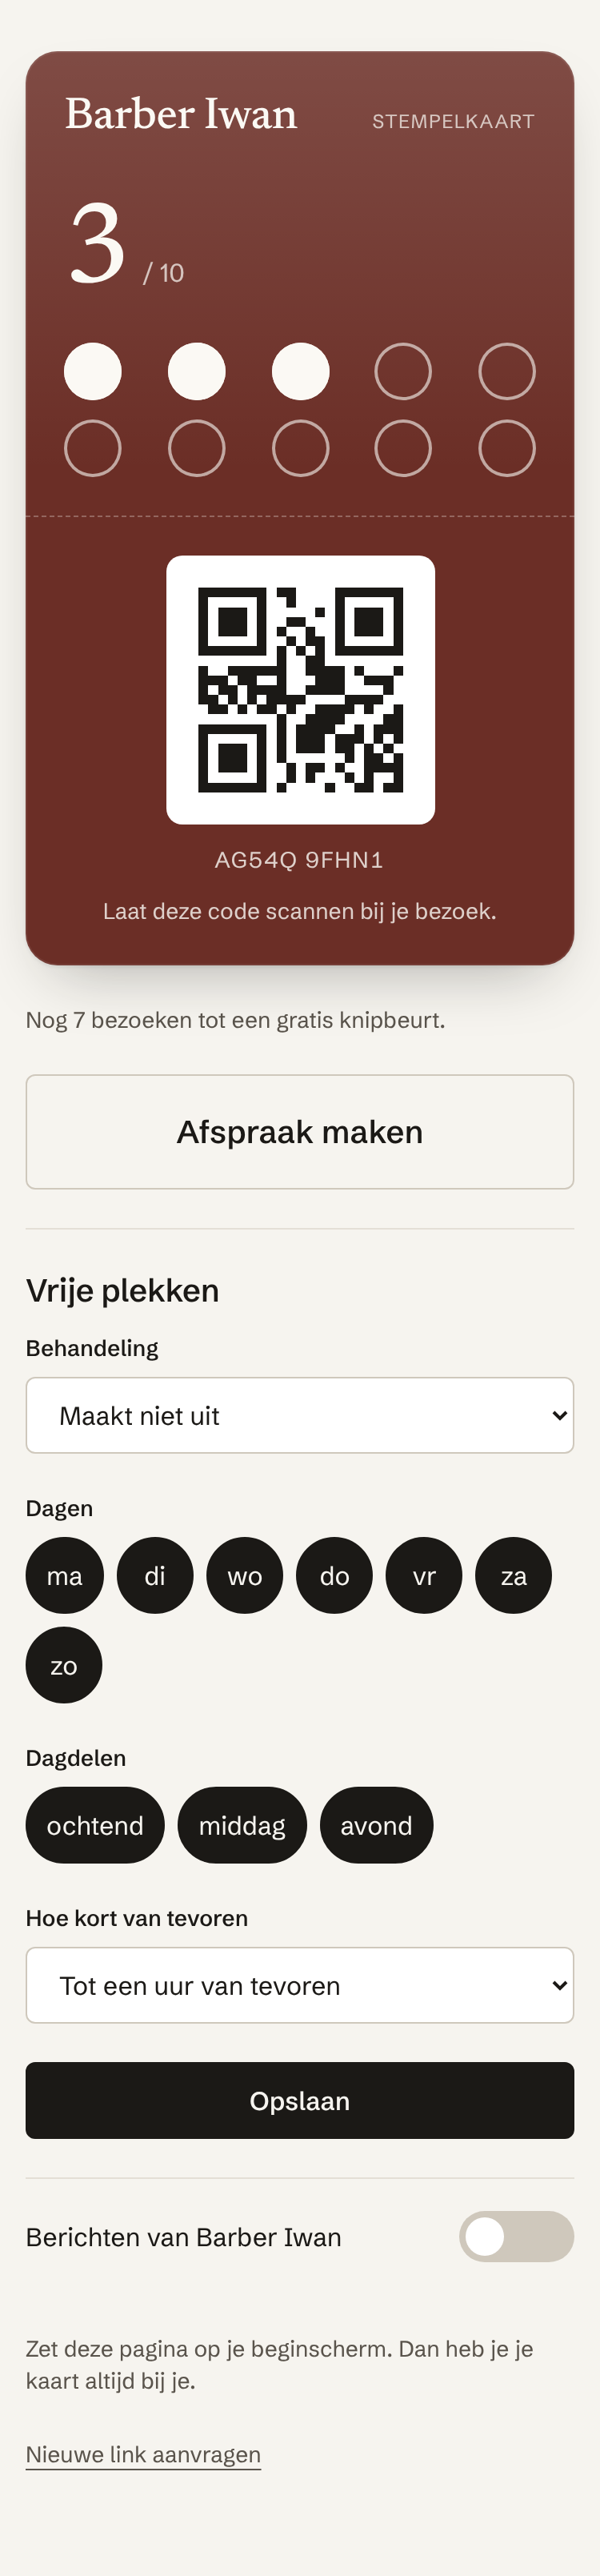 Barber Iwan
STEMPELKAART
3 / 10
AG54Q 9FHN1
Laat deze code scannen bij je bezoek.
Nog 7 bezoeken tot een gratis knipbeurt.
Afspraak maken
Vrije plekken
Behandeling
Maakt niet uit
Dagen
ma di wo do vr za
zo
Dagdelen
ochtend middag avond
Hoe kort van tevoren
Tot een uur van tevoren
Opslaan
Berichten van Barber Iwan
Zet deze pagina op je beginscherm. Dan heb je je
kaart altijd bij je.
Nieuwe link aanvragen